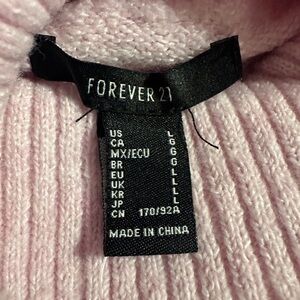 FOREVER 21
US L
CA G
MX/ECU G
BR G
EU L
UK L
KR L
JP L
CN 170/92A
MADE IN CHINA